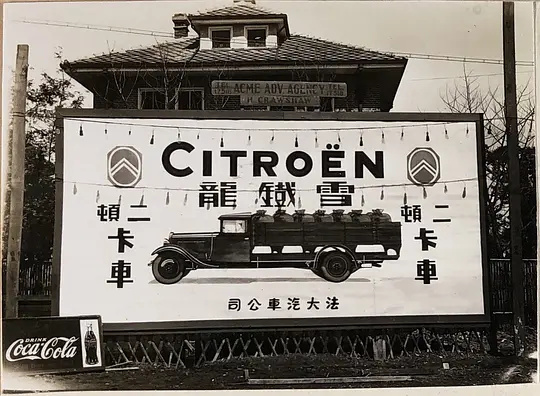 ACME ADV. AGENCY
H. CRAWSHAW
CITROËN
雪鐵龍
二頓
卡
車
二頓
卡
車
法大汽車公司
DRINK
Coca-Cola